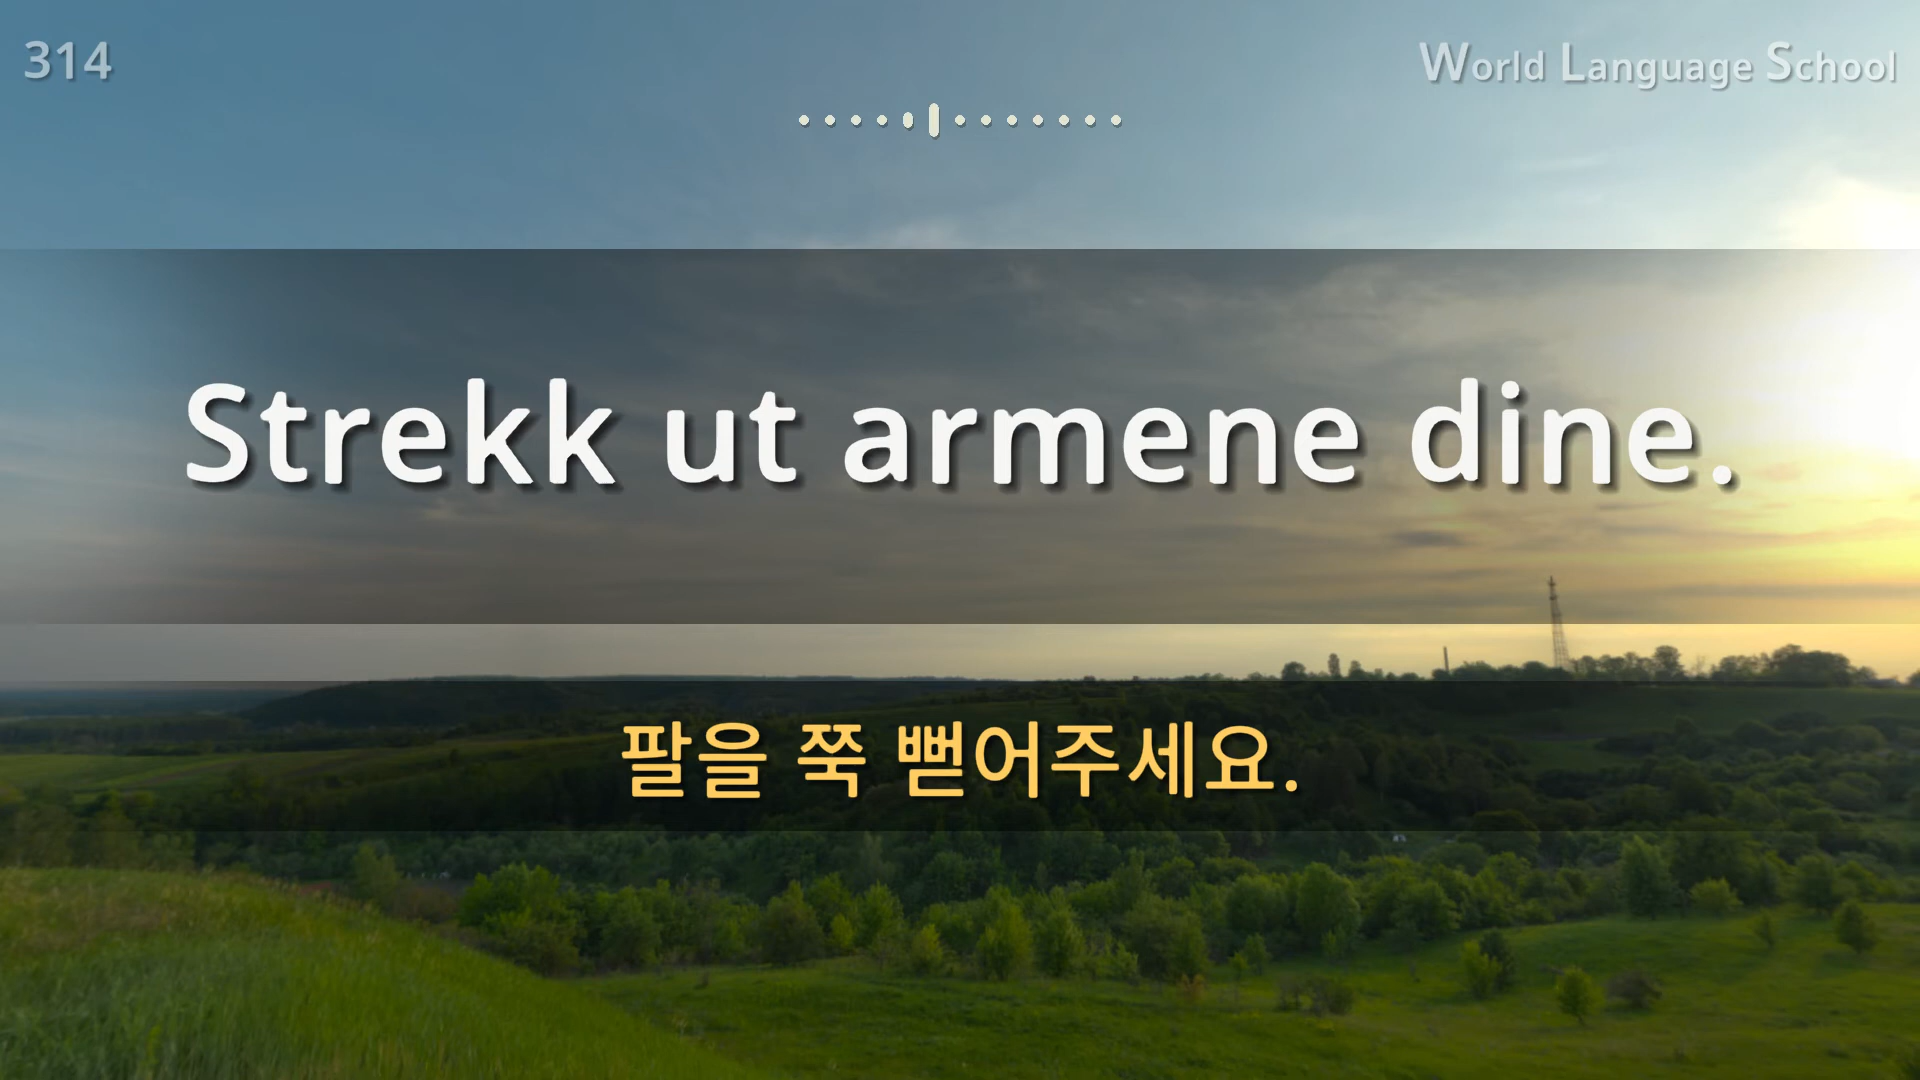 314
World Language School
Strekk ut armene dine.
팔을 쭉 뻗어주세요.